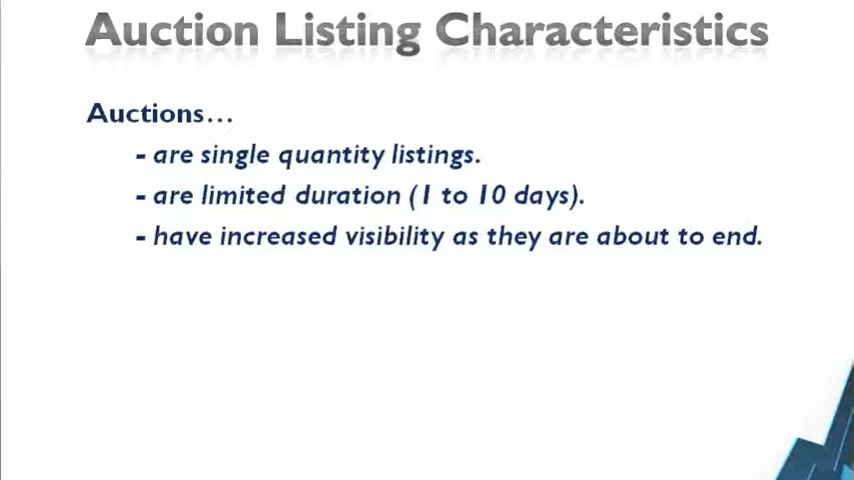 Auction Listing Characteristics
Auctions...
- are single quantity listings.
- are limited duration (1 to 10 days).
- have increased visibility as they are about to end.